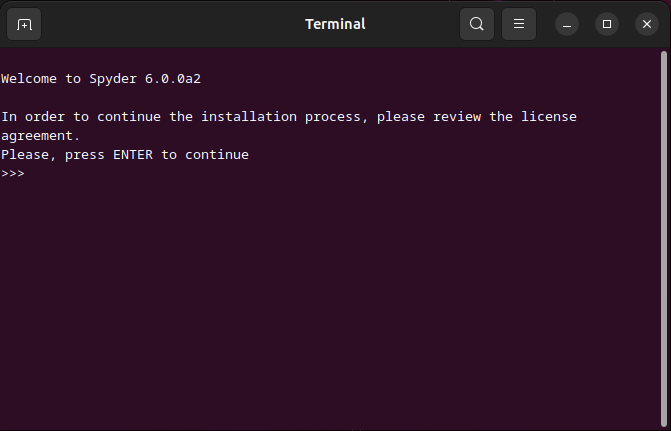 Terminal
Welcome to Spyder 6.0.0a2
In order to continue the installation process, please review the license
agreement.
Please, press ENTER to continue
>>>